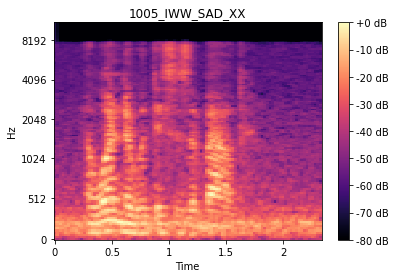 1005_IWW_SAD_XX
+0 dB
8192
-10 dB
4096
-20 dB
-30 dB
2048
Hz
-40 dB
1024
-50 dB
512
-60 dB
-70 dB
0
-80 dB
0 0.5 1 1.5 2
Time